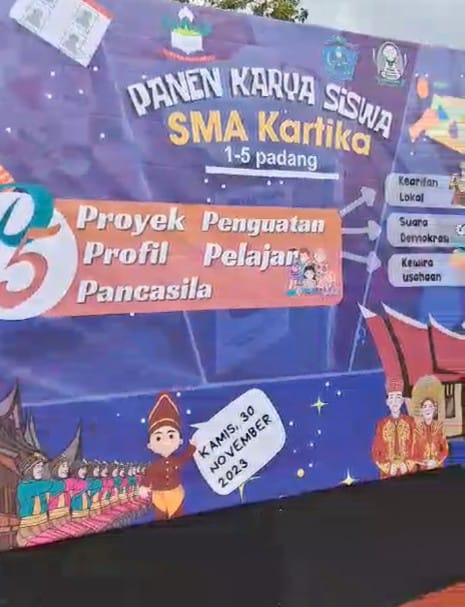 PANEN KARYA SISWA
SMA Kartika
1-5 padang
P5
Proyek Penguatan
Profil Pelajar
Pancasila
Kearifan
Lokal
Suara
Demokrasi
Kewira
usahaan
KAMIS, 30
NOVEMBER
2023